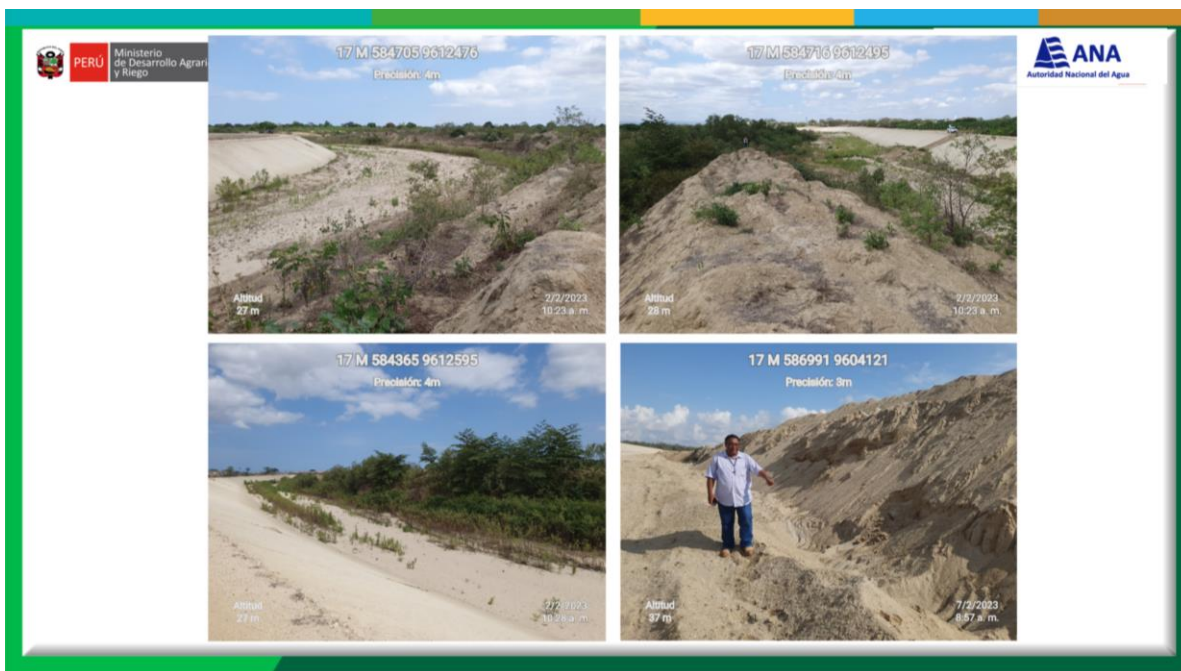 PERÚ
Ministerio
de Desarrollo Agrari
y Riego
ANA
Autoridad Nacional del Agua
17 M 584705 9612476
Precisión: 4m
Altitud
27 m
2/2/2023
10:23 a. m.
17 M 584716 9612495
Precisión: 4m
Altitud
28 m
2/2/2023
10:23 a. m.
17 M 584365 9612595
Precisión: 4m
Altitud
27 m
2/2/2023
10:26 a. m.
17 M 586991 9604121
Precisión: 3m
Altitud
37 m
7/2/2023
8:57 a. m.